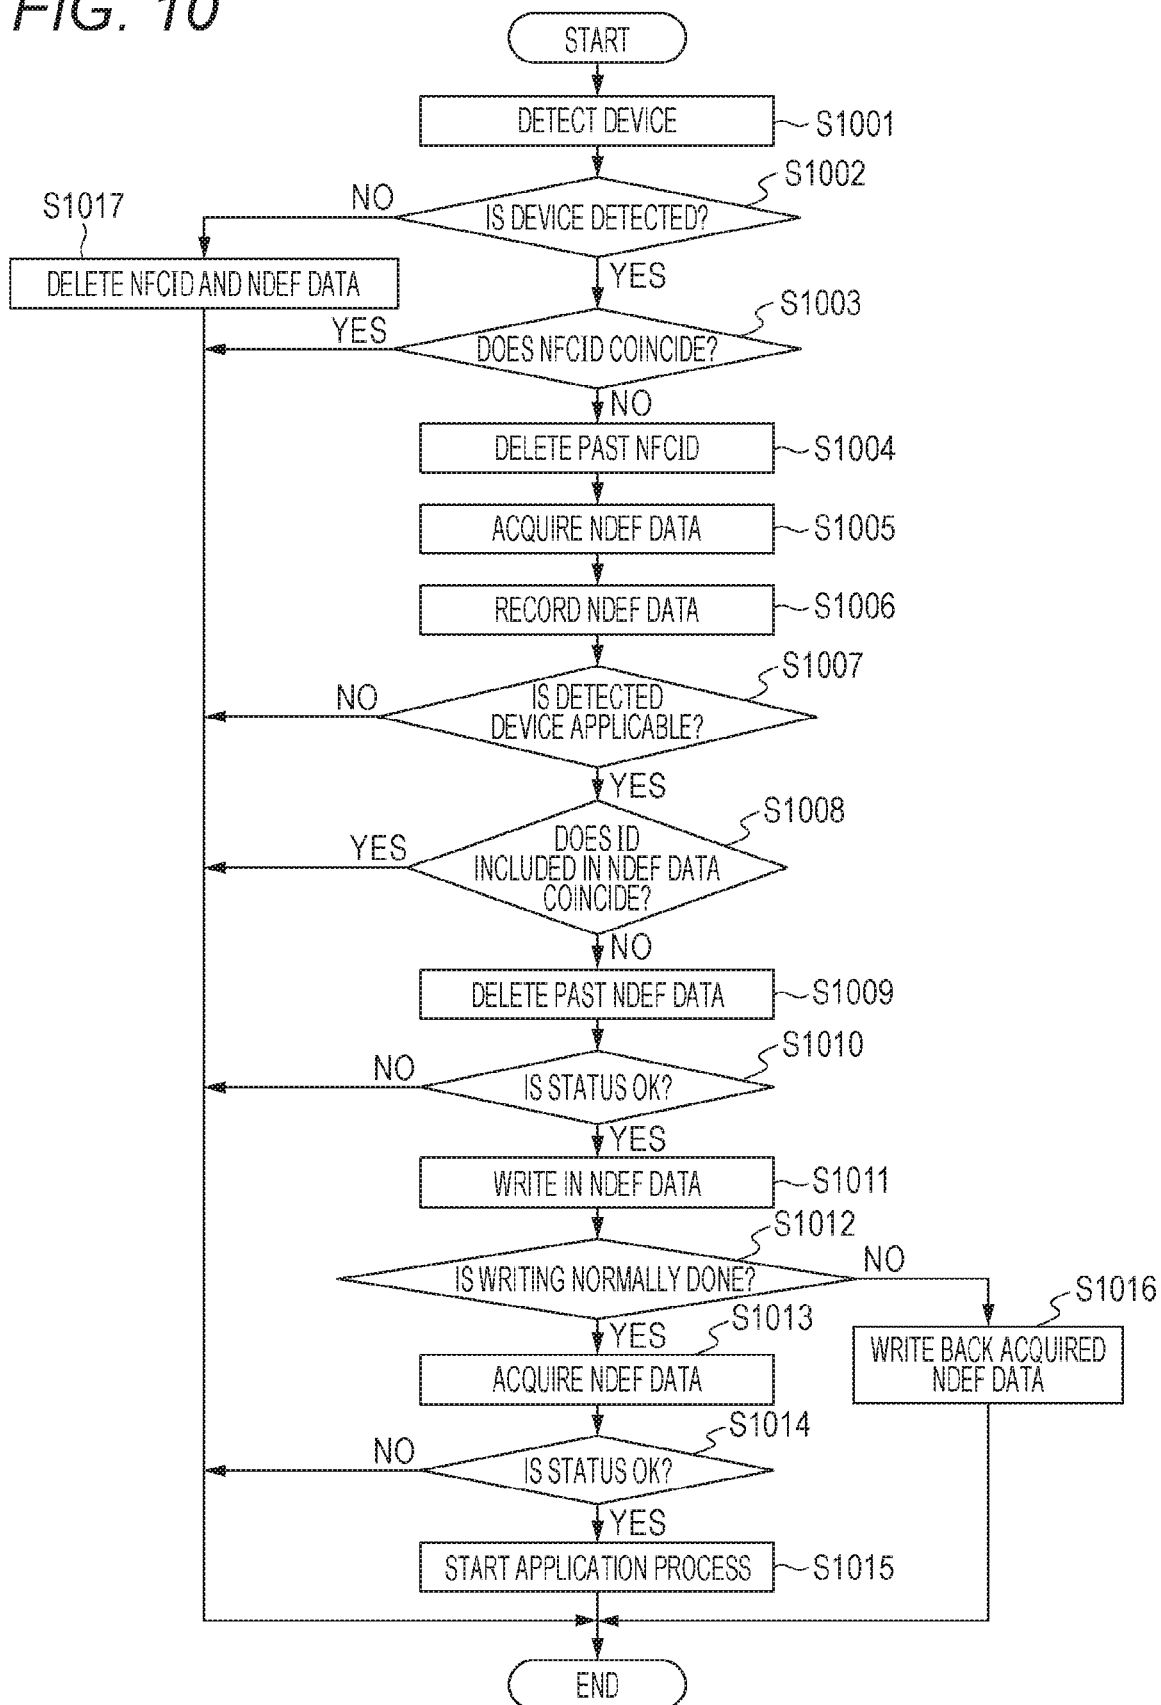 FIG. 10
START
DETECT DEVICE
S1001
S1002
NO
IS DEVICE DETECTED?
S1017
YES
DELETE NFCID AND NDEF DATA
S1003
YES
DOES NFCID COINCIDE?
NO
DELETE PAST NFCID
S1004
ACQUIRE NDEF DATA
S1005
RECORD NDEF DATA
S1006
S1007
NO
IS DETECTED
DEVICE APPLICABLE?
YES
S1008
YES
DOES ID
INCLUDED IN NDEF DATA
COINCIDE?
NO
DELETE PAST NDEF DATA
S1009
S1010
NO
IS STATUS OK?
YES
WRITE IN NDEF DATA
S1011
S1012
IS WRITING NORMALLY DONE?
NO
YES
S1013
S1016
ACQUIRE NDEF DATA
WRITE BACK ACQUIRED
NDEF DATA
S1014
NO
IS STATUS OK?
YES
START APPLICATION PROCESS
S1015
END